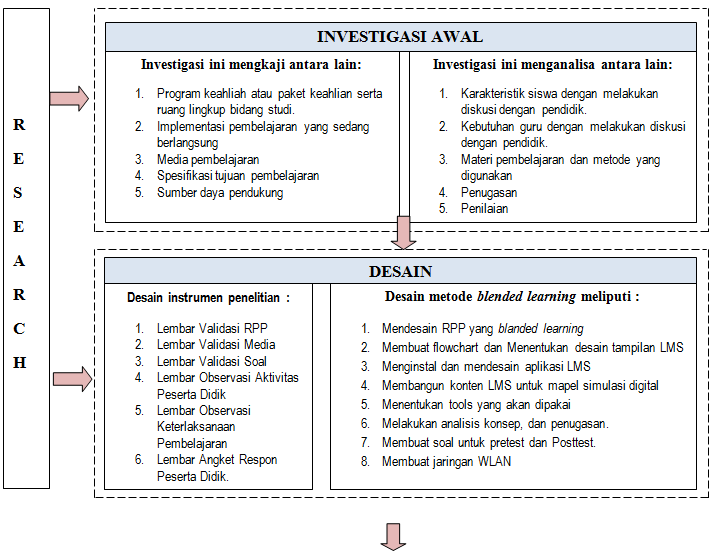 RESEARCH
INVESTIGASI AWAL
Investigasi ini mengkaji antara lain:
1. Program keahliah atau paket keahlian serta
ruang lingkup bidang studi.
2. Implementasi pembelajaran yang sedang
berlangsung
3. Media pembelajaran
4. Spesifikasi tujuan pembelajaran
5. Sumber daya pendukung
Investigasi ini menganalisa antara lain:
1. Karakteristik siswa dengan melakukan
diskusi dengan pendidik.
2. Kebutuhan guru dengan melakukan diskusi
dengan pendidik.
3. Materi pembelajaran dan metode yang
digunakan
4. Penugasan
5. Penilaian
DESAIN
Desain instrumen penelitian :
1. Lembar Validasi RPP
2. Lembar Validasi Media
3. Lembar Validasi Soal
4. Lembar Observasi Aktivitas
Peserta Didik
5. Lembar Observasi
Keterlaksanaan
Pembelajaran
6. Lembar Angket Respon
Peserta Didik.
Desain metode blended learning meliputi :
1. Mendesain RPP yang blanded learning
2. Membuat flowchart dan Menentukan desain tampilan LMS
3. Menginstal dan mendesain aplikasi LMS
4. Membangun konten LMS untuk mapel simulasi digital
5. Menentukan tools yang akan dipakai
6. Melakukan analisis konsep, dan penugasan.
7. Membuat soal untuk pretest dan Posttest.
8. Membuat jaringan WLAN